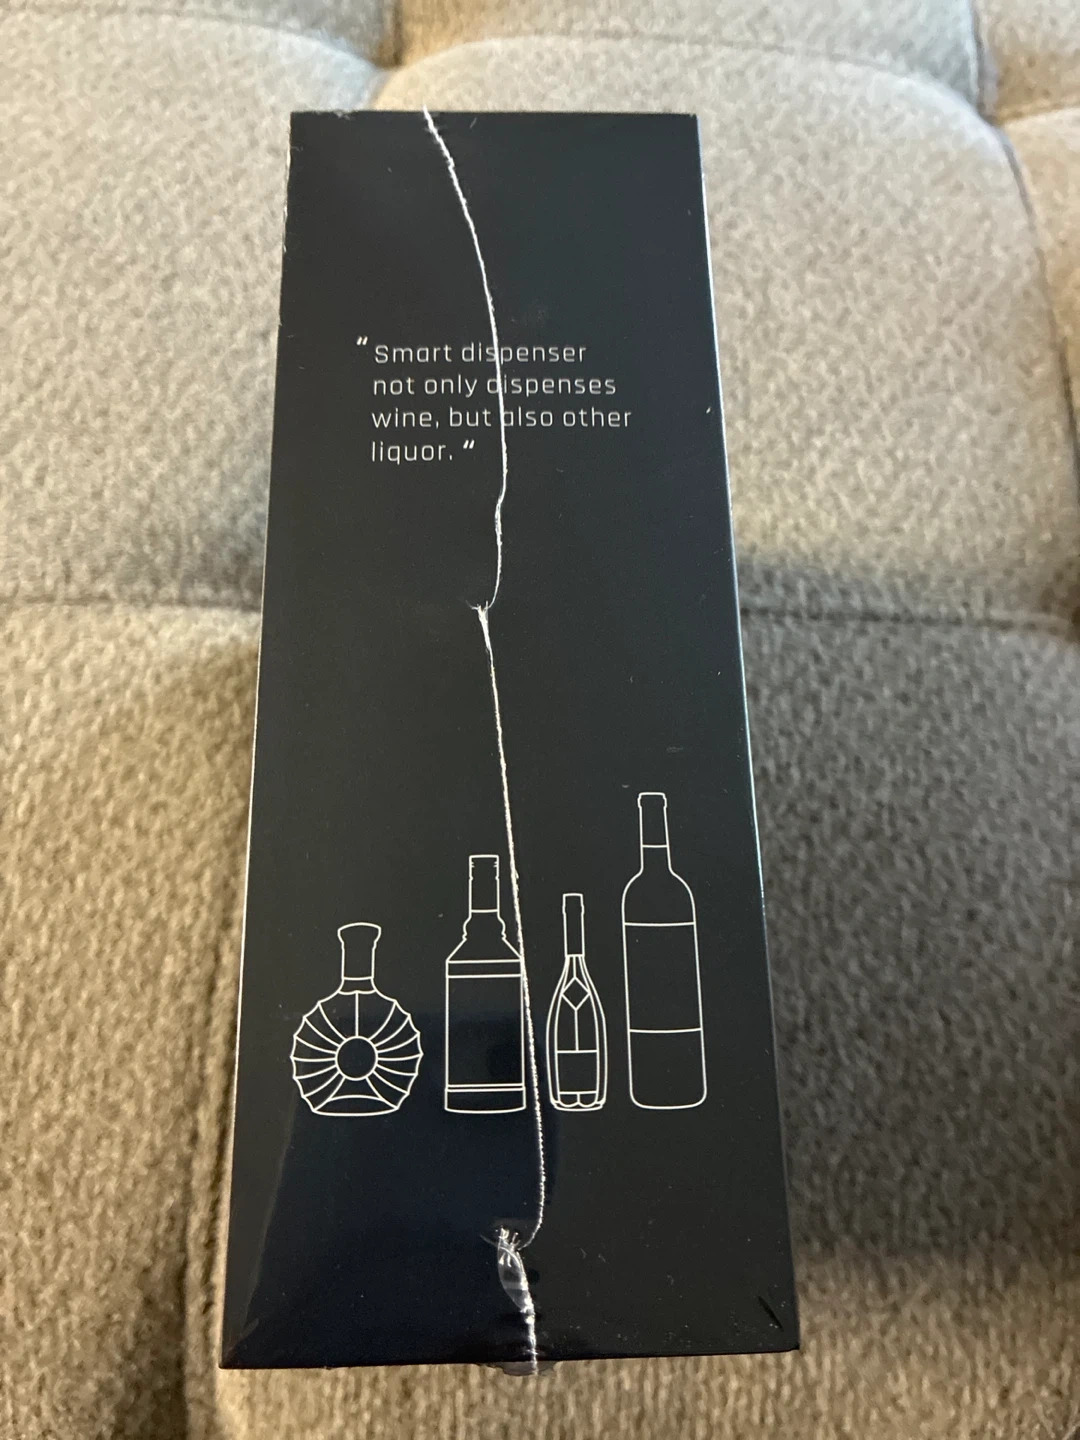 “Smart dispenser
not only dispenses
wine, but also other
liquor.”